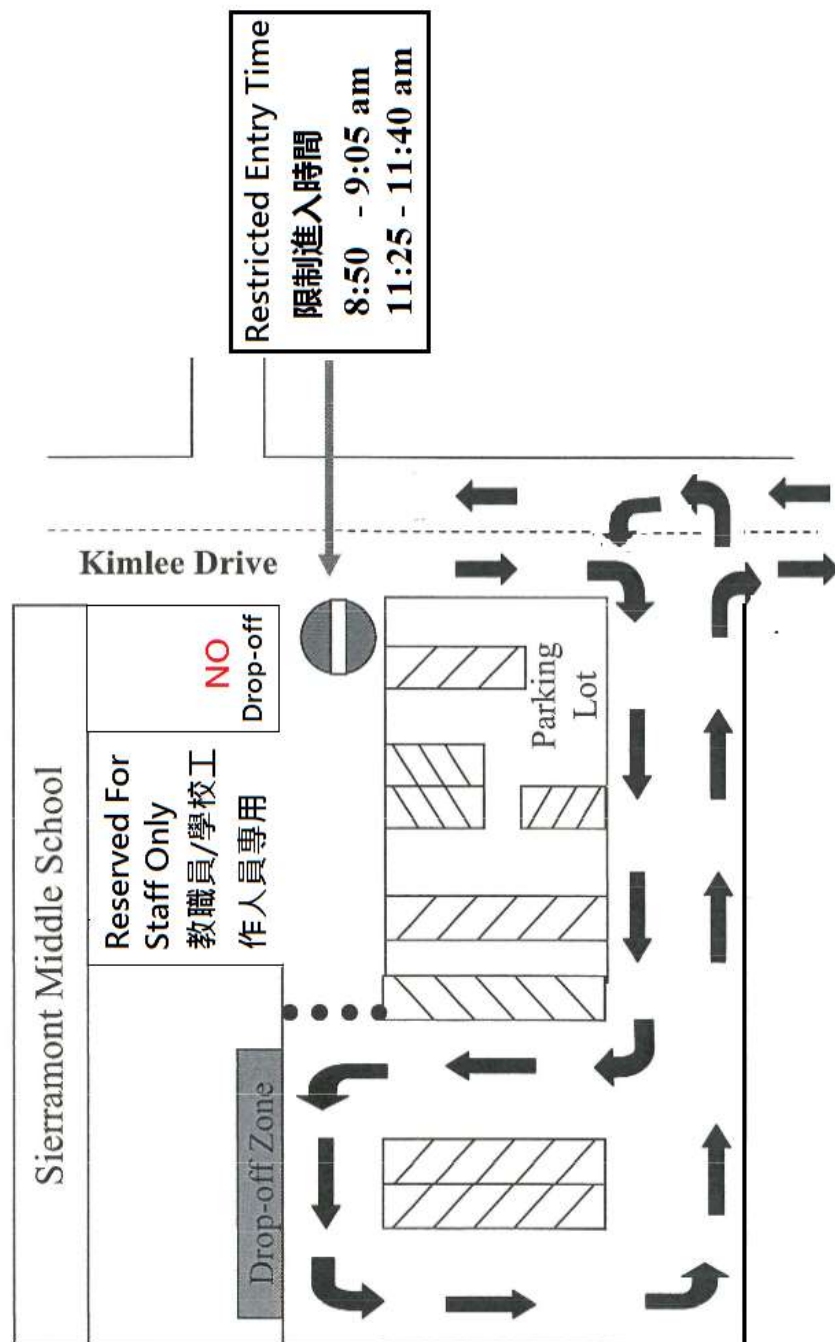 Sierramont Middle School
Reserved For
Staff Only
教職員/學校工
作人員專用
NO
Drop-off
Drop-off Zone
Kimlee Drive
Parking
Lot
Restricted Entry Time
限制進入時間
8:50 - 9:05 am
11:25 - 11:40 am